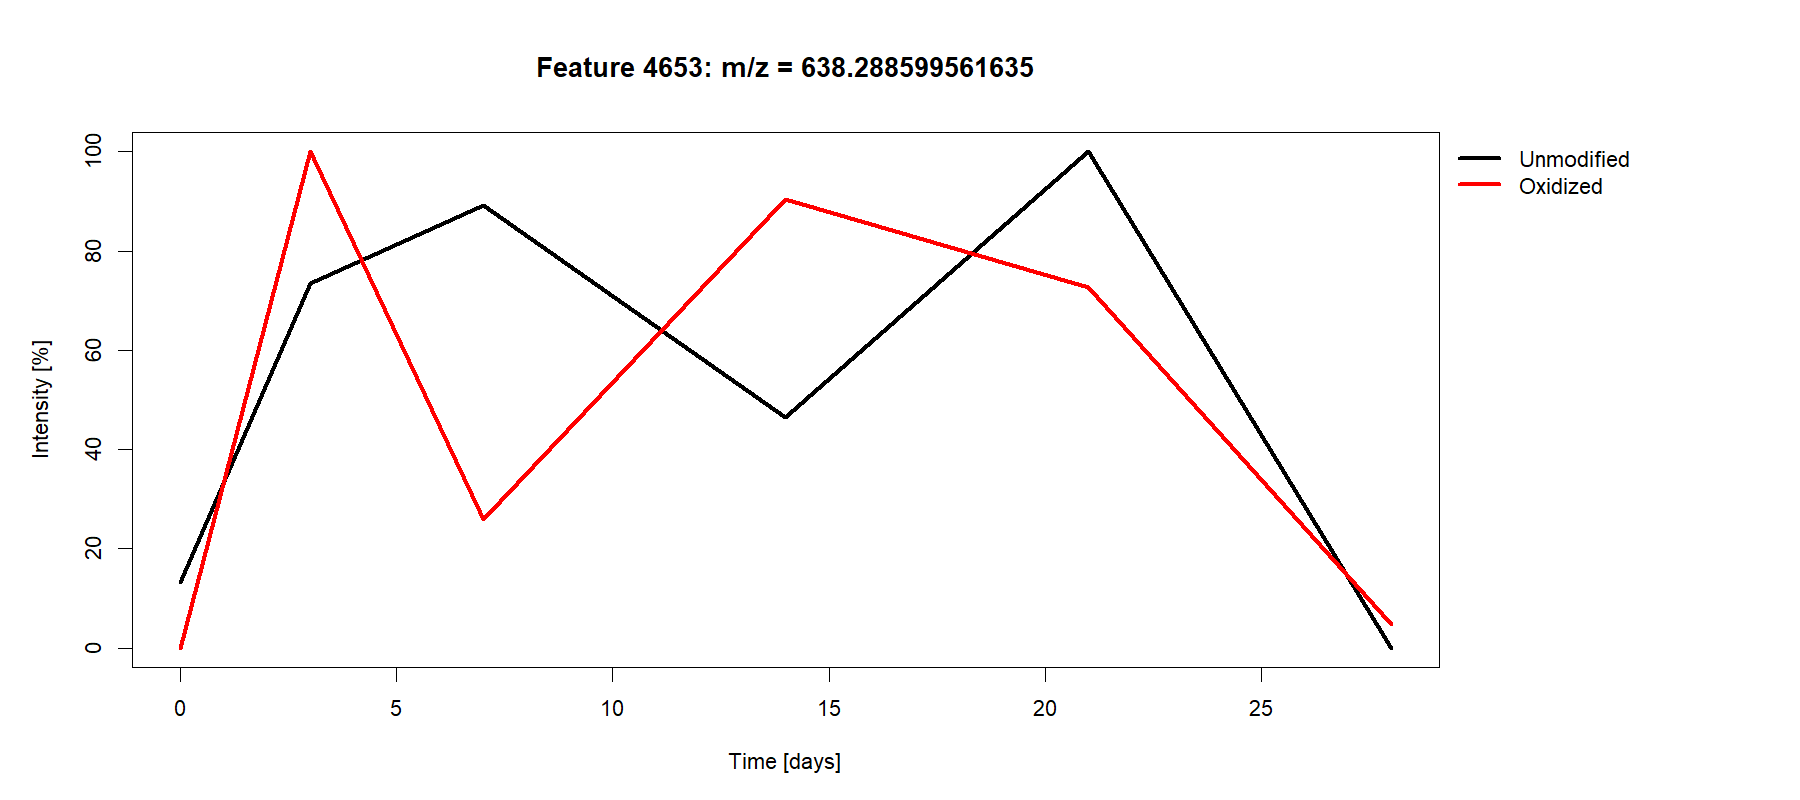 Feature 4653: m/z = 638.288599561635
Unmodified
Oxidized
Intensity [%]
100
80
60
40
20
0
0 5 10 15 20 25
Time [days]